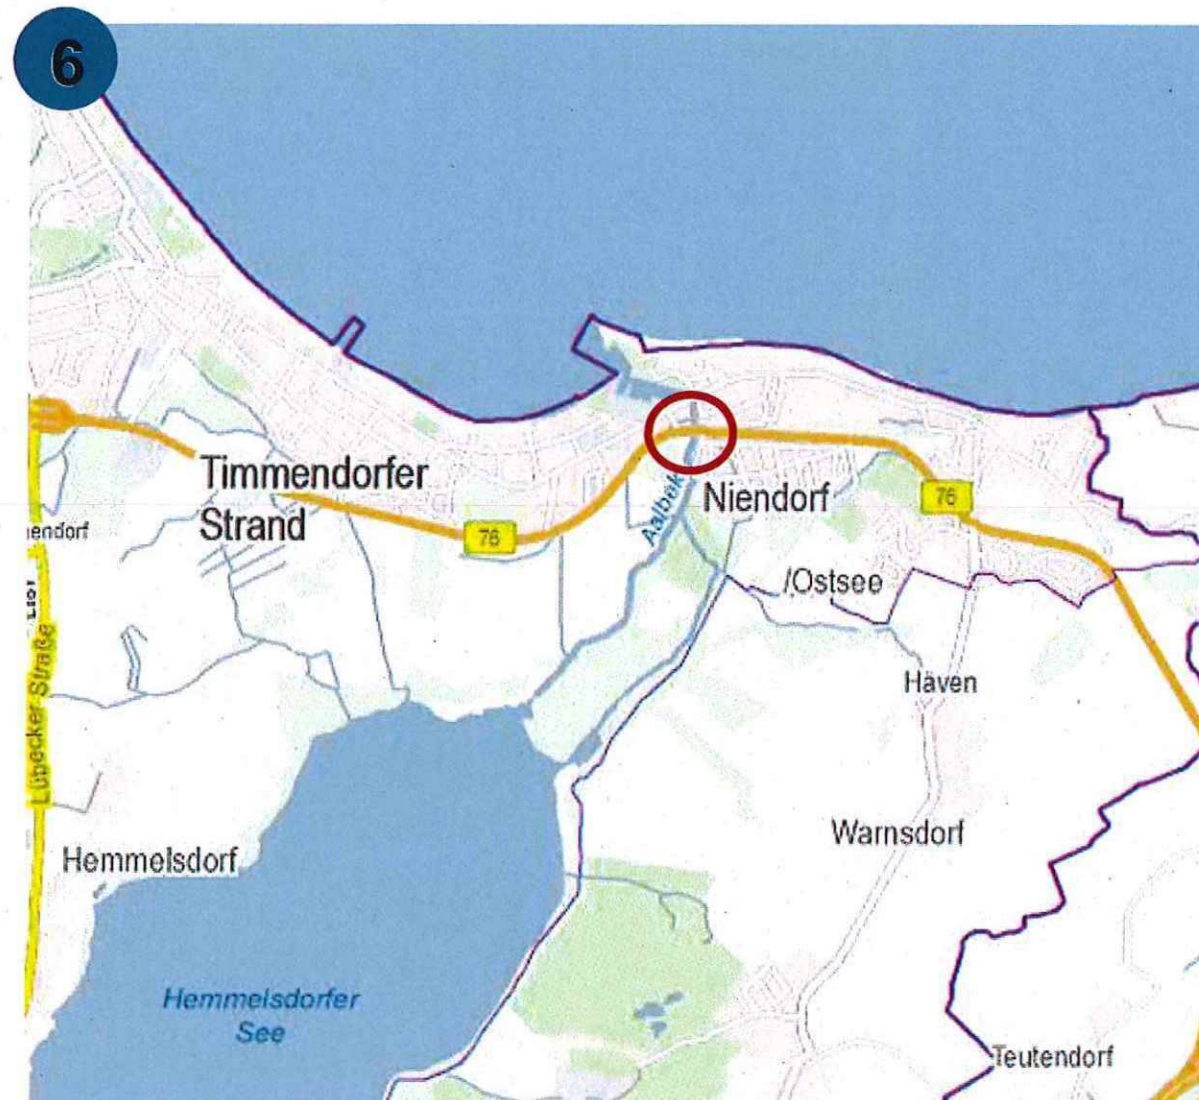 6
Timmendorfer
Strand
76
Aalbek
Niendorf
/Ostsee
76
endorf
Lübecker Straße
Häven
Warnsdorf
Hemmelsdorf
Hemmelsdorfer
See
Teutendorf